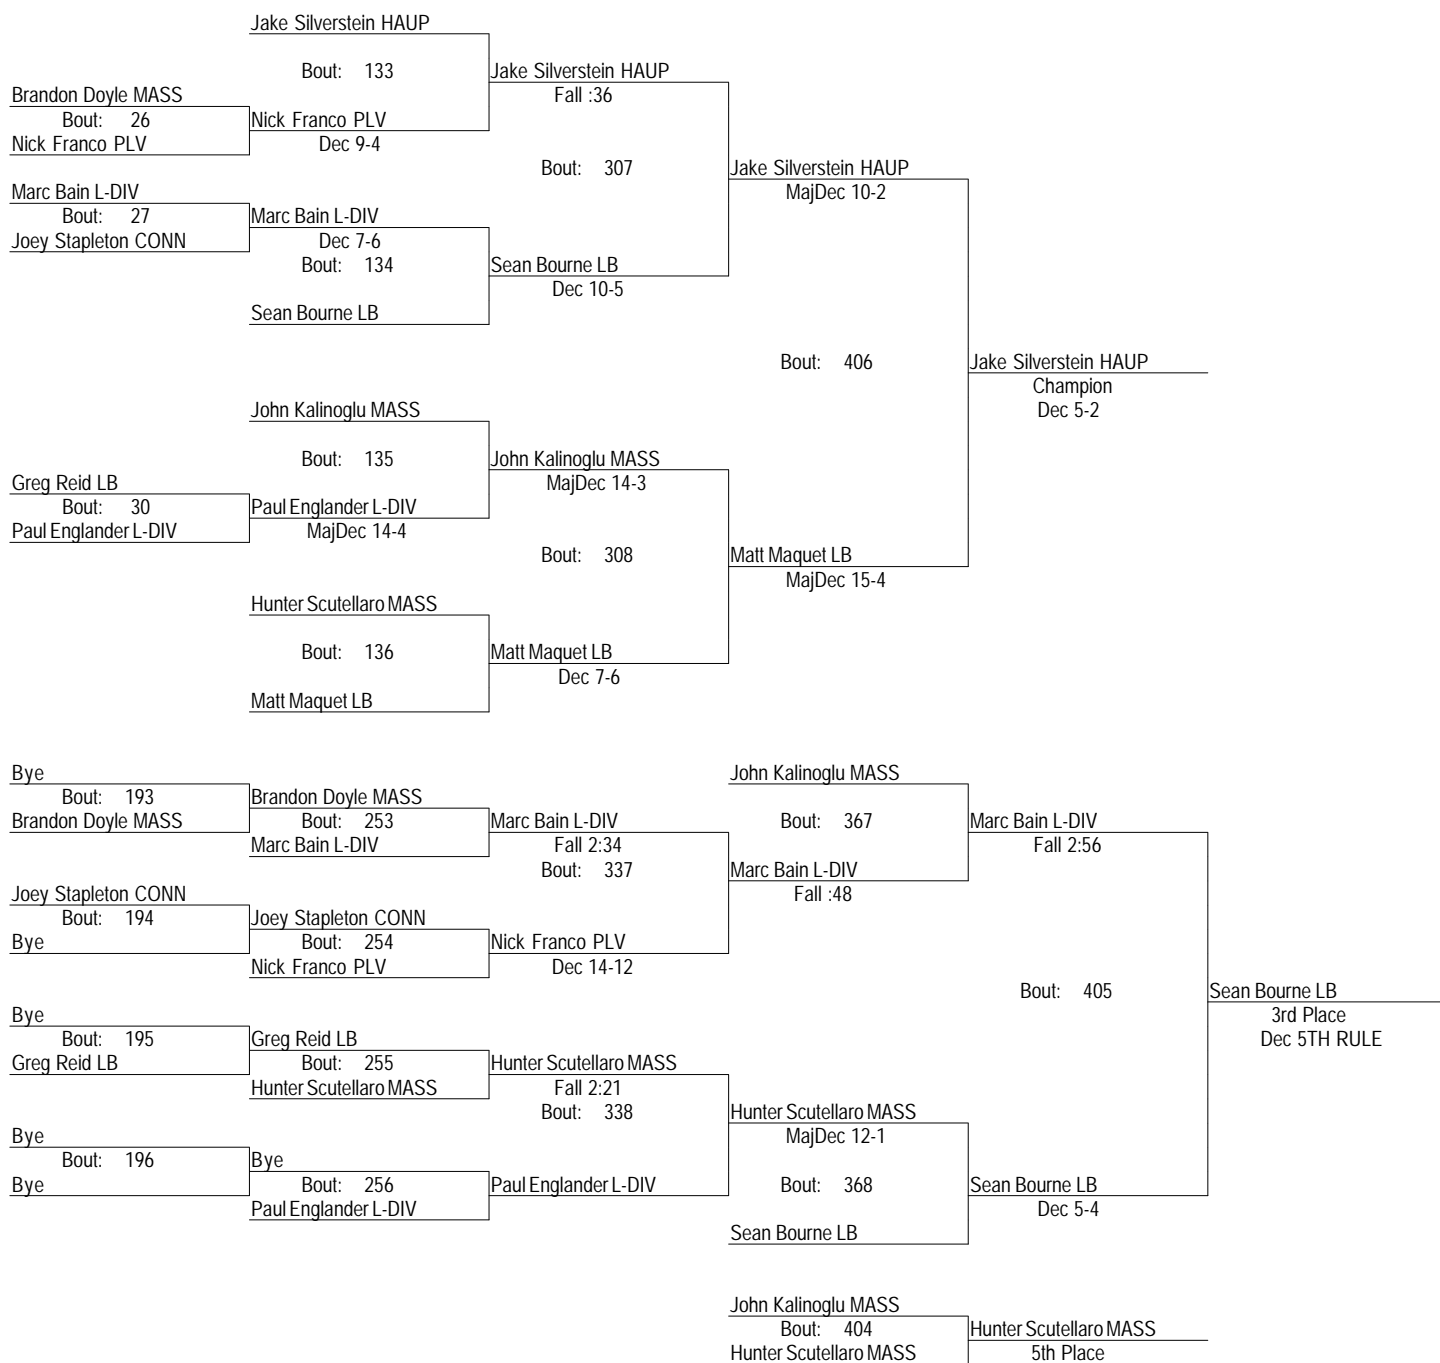 Jake Silverstein HAUP
Bout: 133
Jake Silverstein HAUP
Fall :36
Brandon Doyle MASS
Bout: 26
Nick Franco PLV
Nick Franco PLV
Dec 9-4
Bout: 307
Jake Silverstein HAUP
MajDec 10-2
Marc Bain L-DIV
Bout: 27
Joey Stapleton CONN
Marc Bain L-DIV
Dec 7-6
Bout: 134
Sean Bourne LB
Dec 10-5
Sean Bourne LB
Bout: 406
Jake Silverstein HAUP
Champion
Dec 5-2
John Kalinoglu MASS
Bout: 135
John Kalinoglu MASS
MajDec 14-3
Greg Reid LB
Bout: 30
Paul Englander L-DIV
Paul Englander L-DIV
MajDec 14-4
Bout: 308
Matt Maquet LB
MajDec 15-4
Hunter Scutellaro MASS
Bout: 136
Matt Maquet LB
Dec 7-6
Matt Maquet LB
Bye
Bout: 193
Brandon Doyle MASS
Brandon Doyle MASS
Bout: 253
Marc Bain L-DIV
Marc Bain L-DIV
Fall 2:34
Bout: 337
John Kalinoglu MASS
Bout: 367
Marc Bain L-DIV
Fall :48
Marc Bain L-DIV
Fall 2:56
Joey Stapleton CONN
Bout: 194
Bye
Joey Stapleton CONN
Bout: 254
Nick Franco PLV
Nick Franco PLV
Dec 14-12
Bout: 405
Sean Bourne LB
3rd Place
Dec 5TH RULE
Bye
Bout: 195
Greg Reid LB
Greg Reid LB
Bout: 255
Hunter Scutellaro MASS
Hunter Scutellaro MASS
Fall 2:21
Bout: 338
Hunter Scutellaro MASS
MajDec 12-1
Bye
Bout: 196
Bye
Bye
Bout: 256
Paul Englander L-DIV
Paul Englander L-DIV
Bout: 368
Sean Bourne LB
Sean Bourne LB
Dec 5-4
John Kalinoglu MASS
Bout: 404
Hunter Scutellaro MASS
Hunter Scutellaro MASS
5th Place